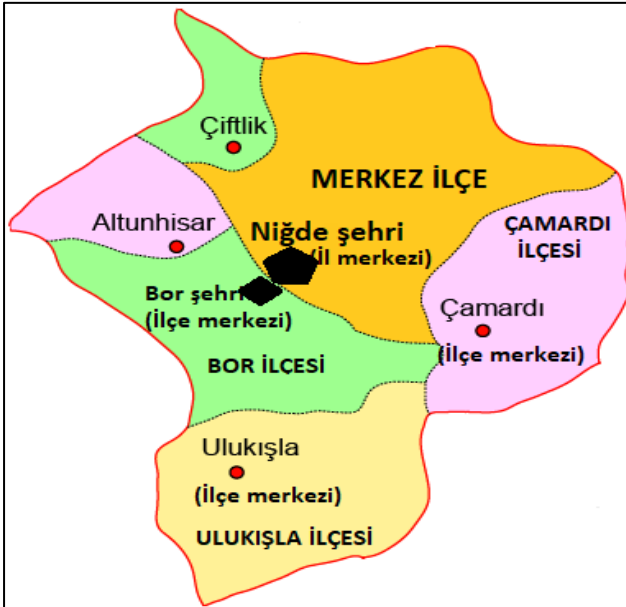 Çiftlik
MERKEZ İLÇE
Altunhisar
Niğde şehri
(İl merkezi)
ÇAMARDI
İLÇESİ
Bor şehri
(İlçe merkezi)
Çamardı
(İlçe merkezi)
BOR İLÇESİ
Ulukışla
(İlçe merkezi)
ULUKIŞLA İLÇESİ